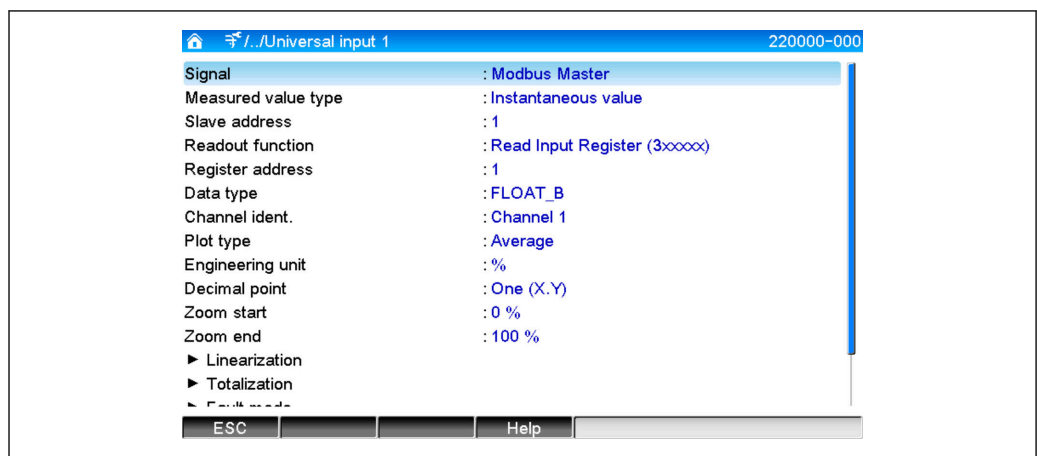 /../Universal input 1 220000-000
Signal : Modbus Master
Measured value type : Instantaneous value
Slave address : 1
Readout function : Read Input Register (3xxxxx)
Register address : 1
Data type : FLOAT_B
Channel ident. : Channel 1
Plot type : Average
Engineering unit : %
Decimal point : One (X.Y)
Zoom start : 0 %
Zoom end : 100 %
► Linearization
► Totalization
► Fault mode
ESC Help